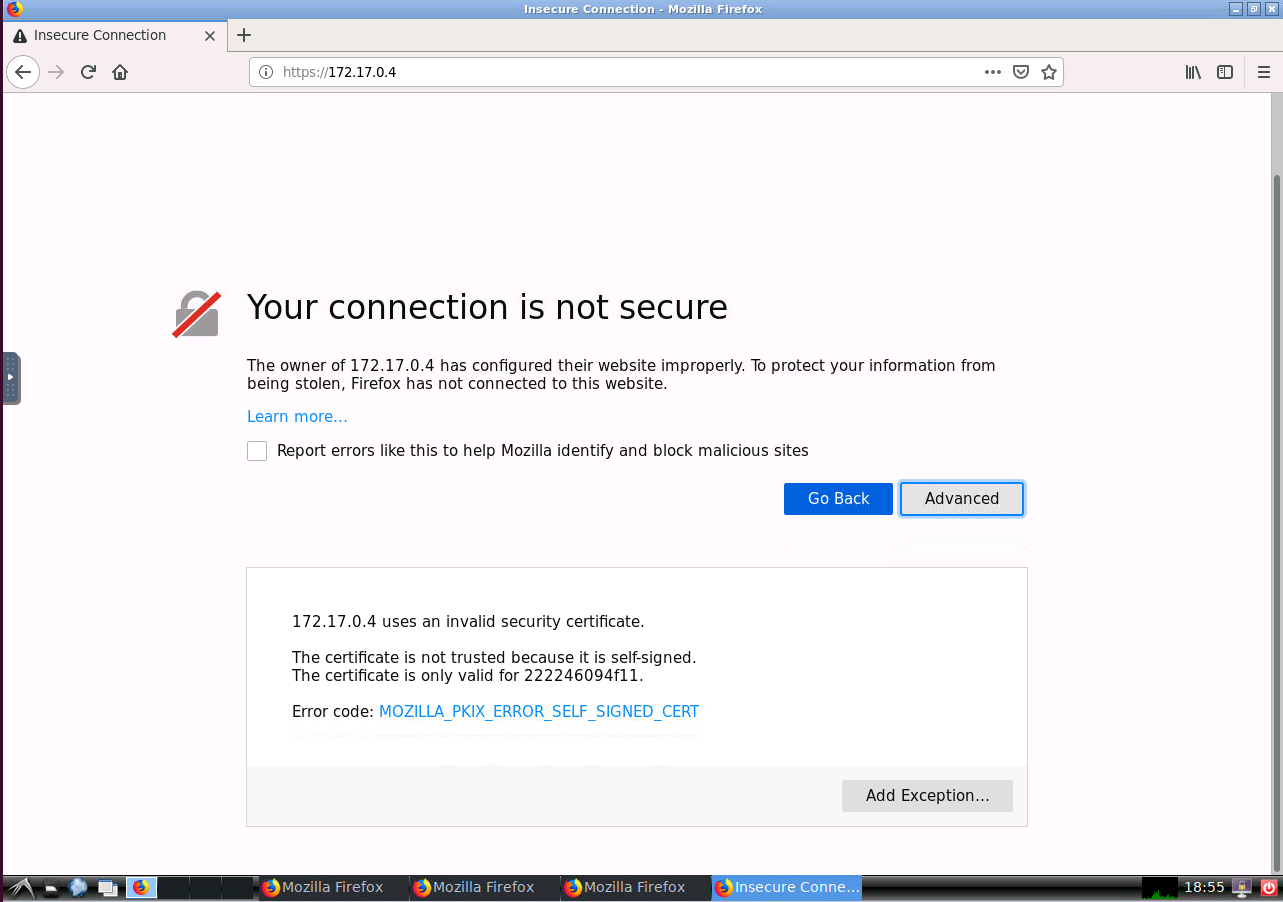 Insecure Connection - Mozilla Firefox
Insecure Connection
https://172.17.0.4
Your connection is not secure
The owner of 172.17.0.4 has configured their website improperly. To protect your information from
being stolen, Firefox has not connected to this website.
Learn more…
Report errors like this to help Mozilla identify and block malicious sites
Go Back
Advanced
172.17.0.4 uses an invalid security certificate.
The certificate is not trusted because it is self-signed.
The certificate is only valid for 222246094f11.
Error code: MOZILLA_PKIX_ERROR_SELF_SIGNED_CERT
Add Exception…
Mozilla Firefox
Mozilla Firefox
Mozilla Firefox
Insecure Conne...
18:55